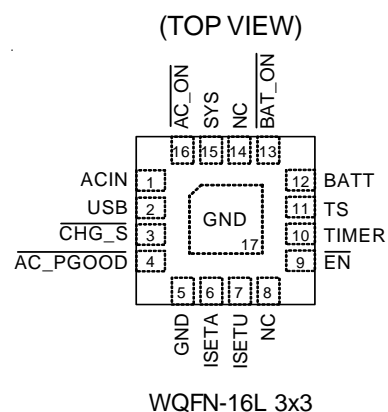 (TOP VIEW)
AC_ON
SYS
NC
BAT_ON
16 15 14 13
ACIN 1
USB 2
CHG_S 3
AC_PGOOD 4
12 BATT
11 TS
10 TIMER
9 EN
GND
17
5 6 7 8
GND
ISETA
ISETU
NC
WQFN-16L 3x3